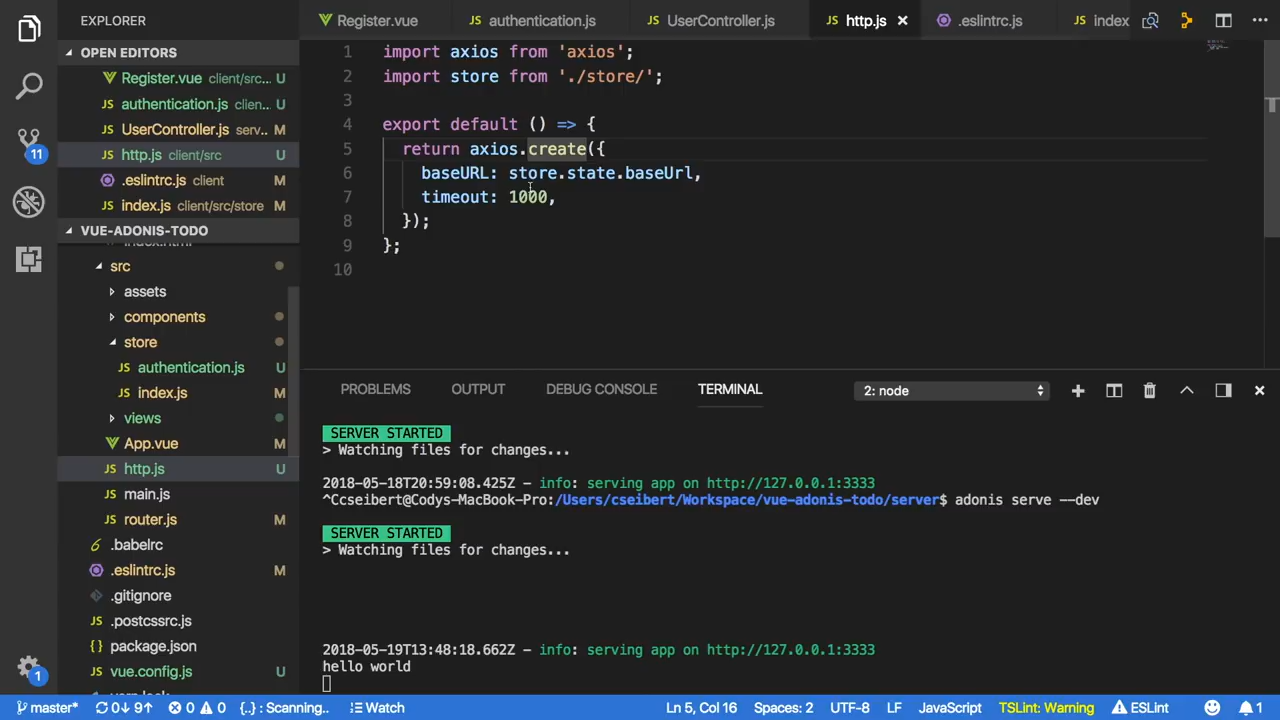 EXPLORER
OPEN EDITORS
Register.vue client/src... U
authentication.js clien... U
UserController.js serv... M
http.js client/src U
.eslintrc.js client M
index.js client/src/store M
VUE-ADONIS-TODO
index.html
src
assets
components
store
authentication.js U
index.js M
views
App.vue M
http.js U
main.js
router.js M
.babelrc
.eslintrc.js M
.gitignore
.postcssrc.js
package.json
vue.config.js U
yarn.lock
11
1
Register.vue
authentication.js
UserController.js
http.js
.eslintrc.js
index
1 import axios from 'axios';
2 import store from './store/';
3
4 export default () => {
5 return axios.create({
6 baseURL: store.state.baseUrl,
7 timeout: 1000,
8 });
9 };
10
PROBLEMS OUTPUT DEBUG CONSOLE TERMINAL 2: node
SERVER STARTED
> Watching files for changes...
2018-05-18T20:59:08.425Z - info: serving app on http://127.0.0.1:3333
^Ccseibert@Codys-MacBook-Pro:/Users/cseibert/Workspace/vue-adonis-todo/server$ adonis serve --dev
SERVER STARTED
> Watching files for changes...
2018-05-19T13:48:18.662Z - info: serving app on http://127.0.0.1:3333
hello world
master* 0↓ 9↑ 0 0 {..} : Scanning.. Watch Ln 5, Col 16 Spaces: 2 UTF-8 LF JavaScript TSLint: Warning ESLint 1